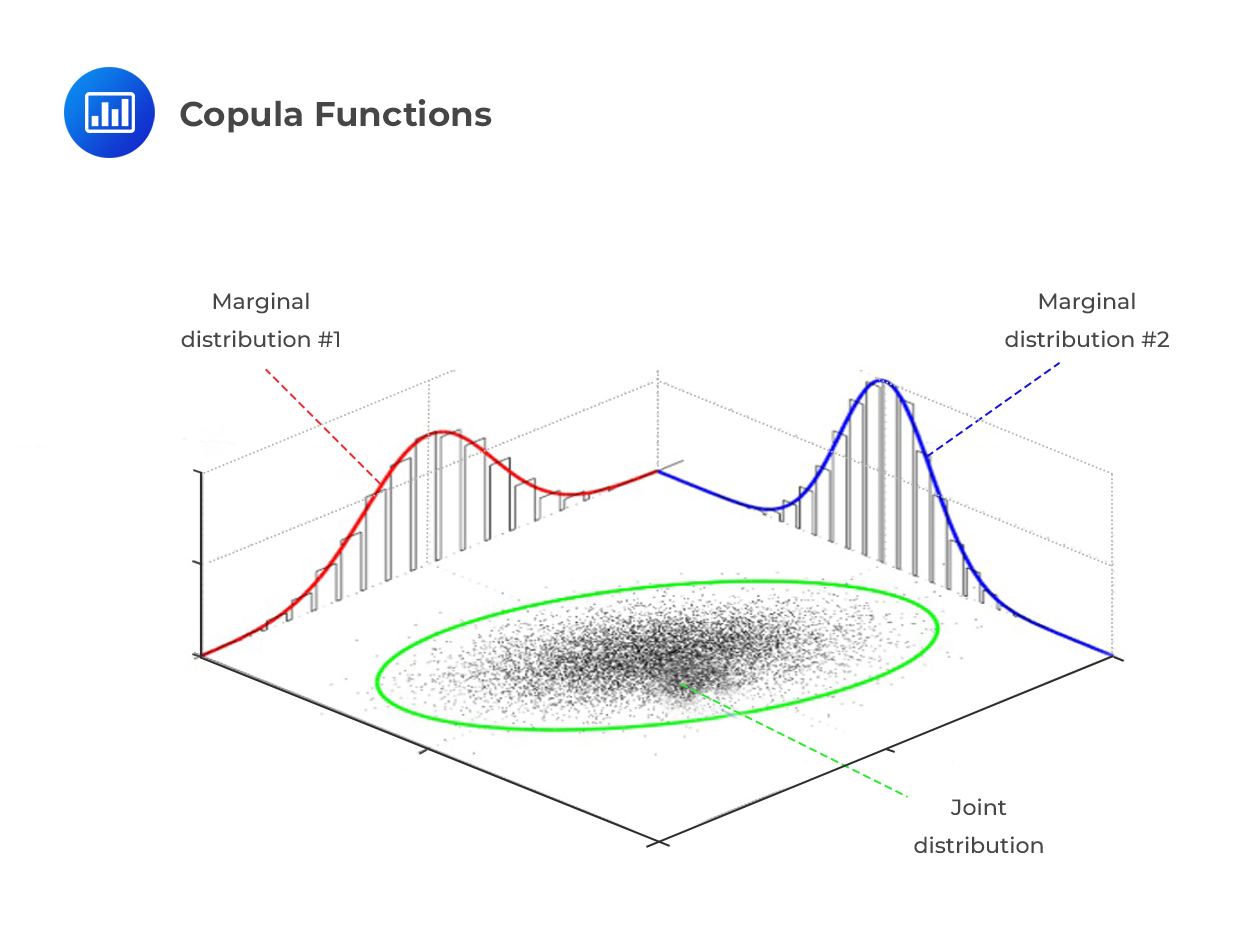 Copula Functions
Marginal
distribution #1
Marginal
distribution #2
Joint
distribution